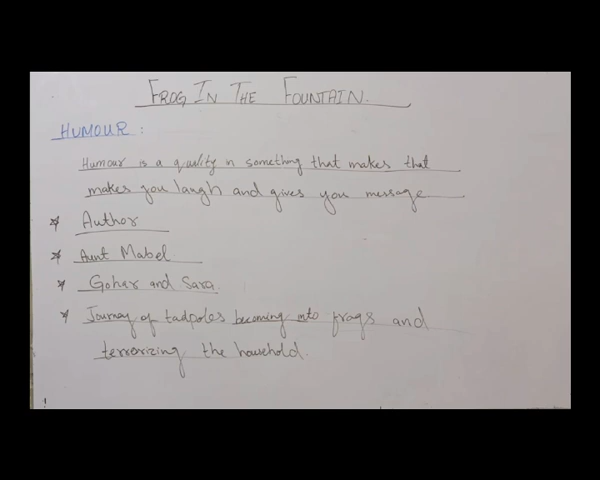 FROG IN THE FOUNTAIN.
HUMOUR:
Humour is a quality in something that makes that
makes you laugh and gives you message
* Author
* Aunt Mabel
* Gohar and Sara
* Journey of tadpoles becoming into frogs and
terrorizing the household.